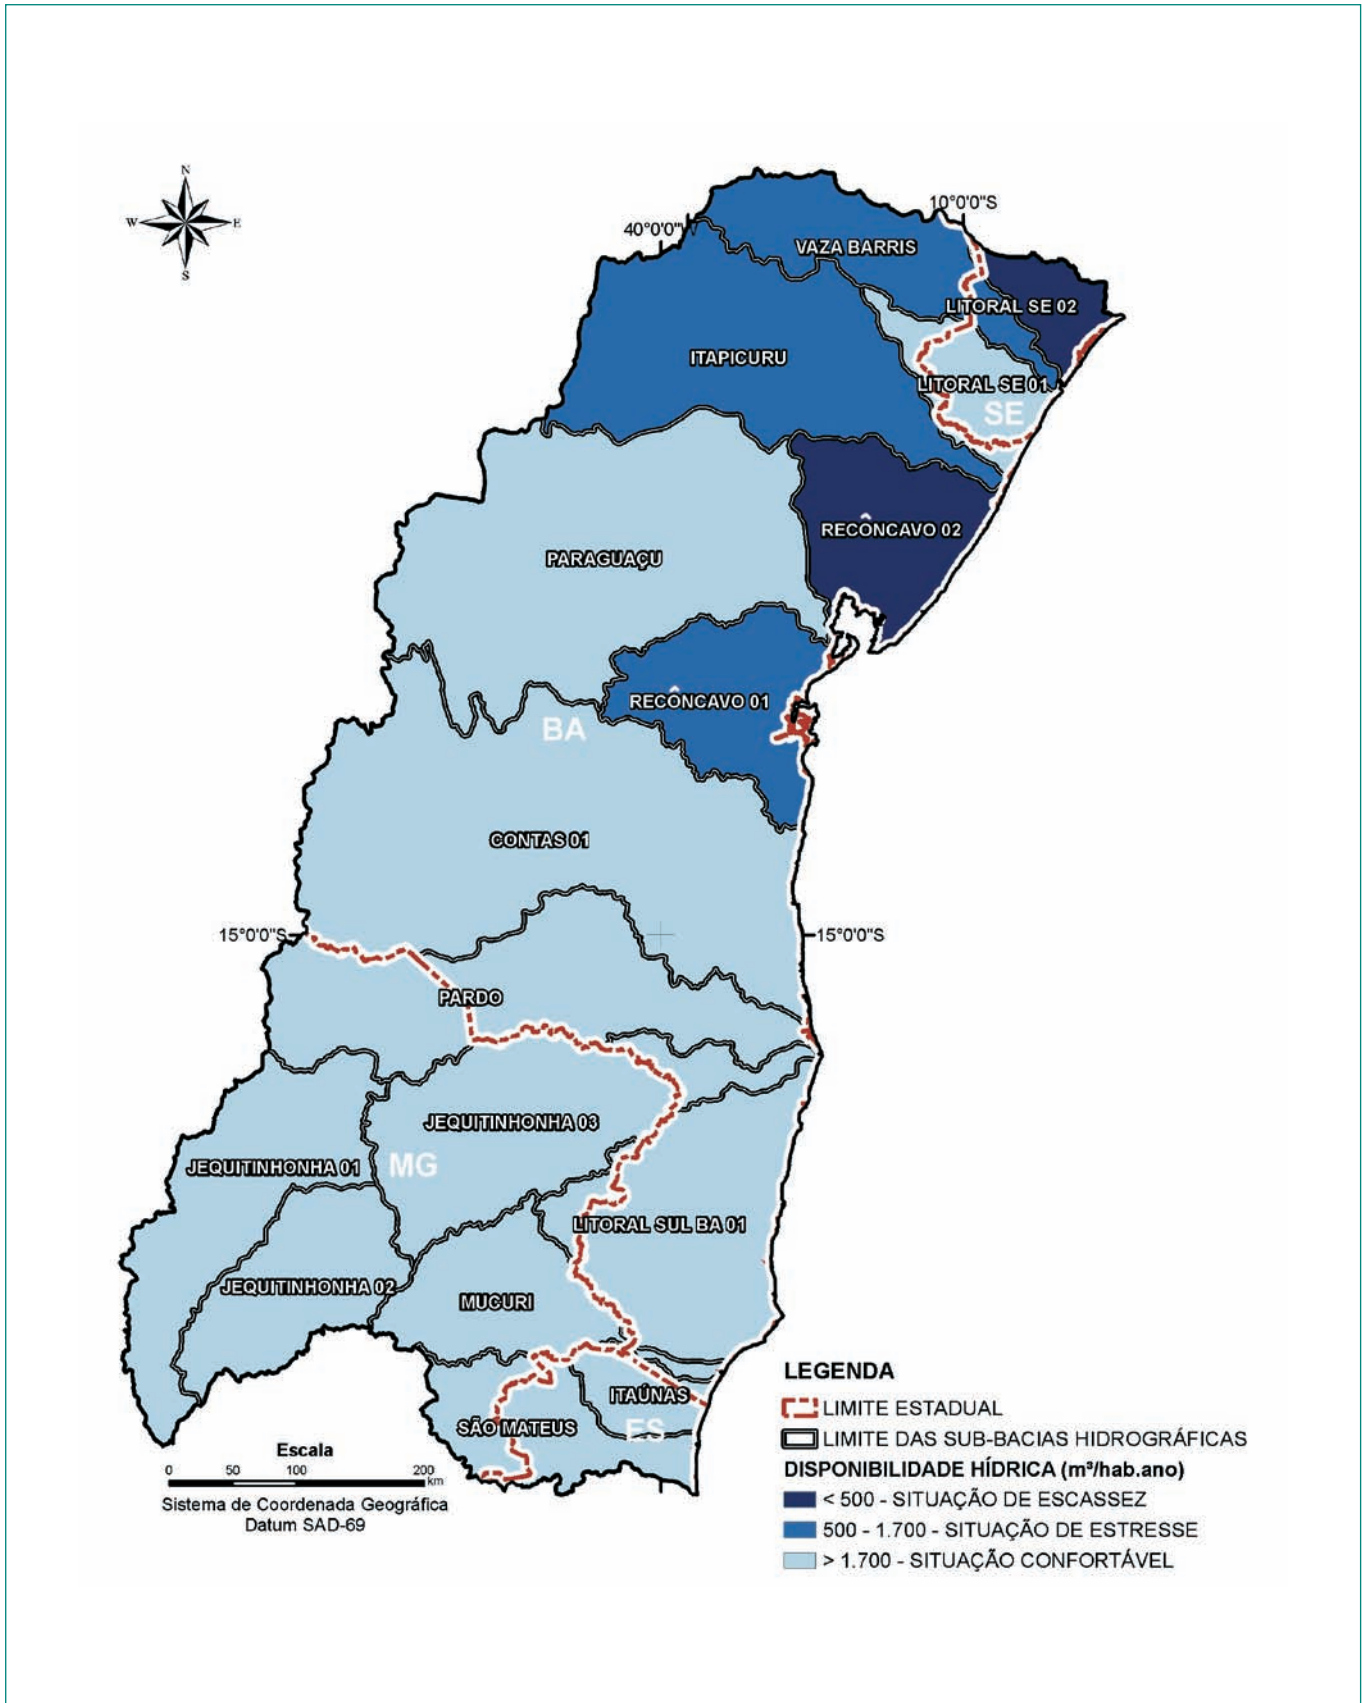 N
W
E
S
10°0'0"S
40°0'0"W
VAZA BARRIS
LITORAL SE 02
ITAPICURU
LITORAL SE 01
SE
RECÔNCAVO 02
PARAGUAÇU
RECÔNCAVO 01
BA
CONTAS 01
15°0'0"S
15°0'0"S
PARDO
JEQUITINHONHA 03
JEQUITINHONHA 01
MG
LITORAL SUL BA 01
JEQUITINHONHA 02
MUCURI
ITAÚNAS
SÃO MATEUS
ES
Escala
0 50 100 200
km
Sistema de Coordenada Geográfica
Datum SAD-69
LEGENDA
LIMITE ESTADUAL
LIMITE DAS SUB-BACIAS HIDROGRÁFICAS
DISPONIBILIDADE HÍDRICA (m³/hab.ano)
< 500 - SITUAÇÃO DE ESCASSEZ
500 - 1.700 - SITUAÇÃO DE ESTRESSE
> 1.700 - SITUAÇÃO CONFORTÁVEL